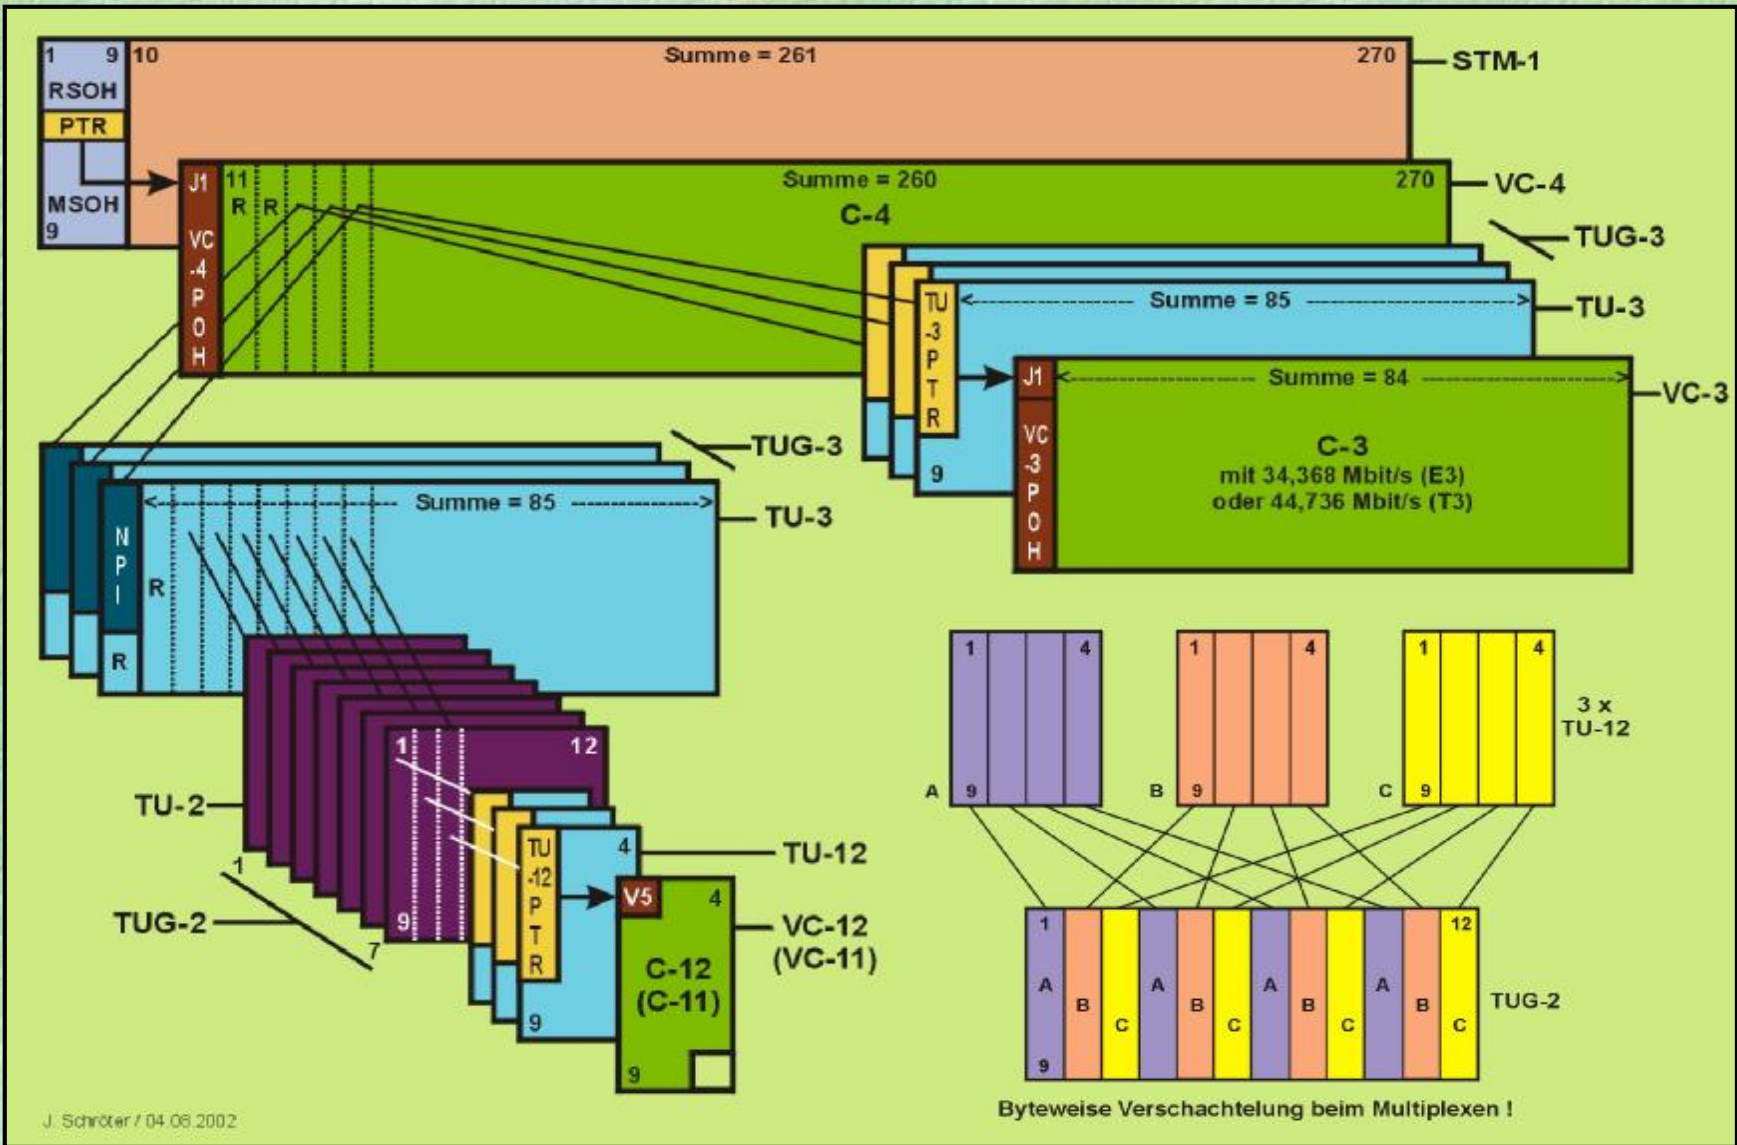 1 9 10 Summe = 261 270 STM-1
RSOH
PTR
MSOH
9
J1 11 Summe = 260 270 VC-4
R R C-4
VC
-4
P
O
H
TUG-3
TU
-3
P
T
R
Summe = 85
TU-3
9
J1
Summe = 84
VC-3
VC
-3
P
O
H
C-3
mit 34,368 Mbit/s (E3)
oder 44,736 Mbit/s (T3)
TUG-3
Summe = 85
TU-3
N
P
I
R
R
1 12
9
TU-2
1
TUG-2
7
TU
-12
P
T
R
4
TU-12
9
V5 4
VC-12
(VC-11)
C-12
(C-11)
9
1 4 1 4 1 4
3 x
TU-12
A 9 B 9 C 9
1 12
A B C A B C A B C A B C
TUG-2
9
Byteweise Verschachtelung beim Multiplexen !
J. Schröter / 04.08.2002